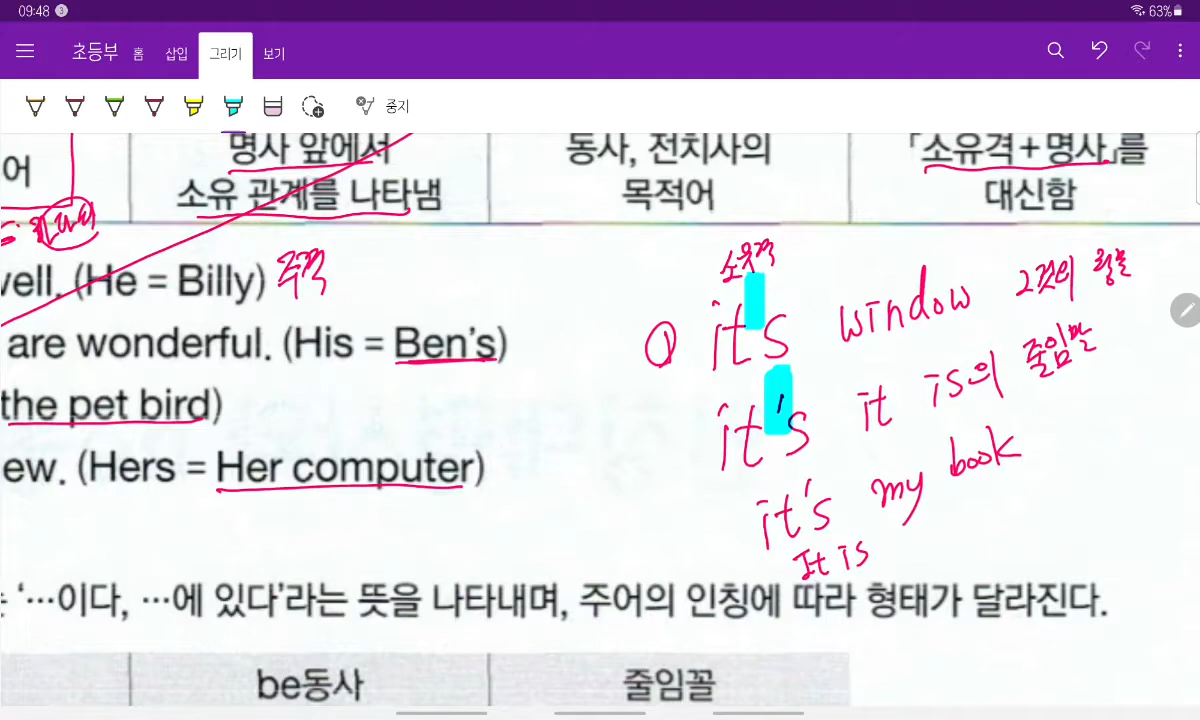 09:48 3 63%
초등부 홈 삽입 그리기 보기
중지
어 명사 앞에서 동사, 전치사의 「소유격+명사」를
소유 관계를 나타냄 목적어 대신함
소유격
well. (He = Billy) 주격
its window 그것의 창문
are wonderful. (His = Ben's)
it's it is의 줄임말
the pet bird)
ew. (Hers = Her computer)
it's my book
It is
'…이다, …에 있다'라는 뜻을 나타내며, 주어의 인칭에 따라 형태가 달라진다.
be동사 줄임꼴